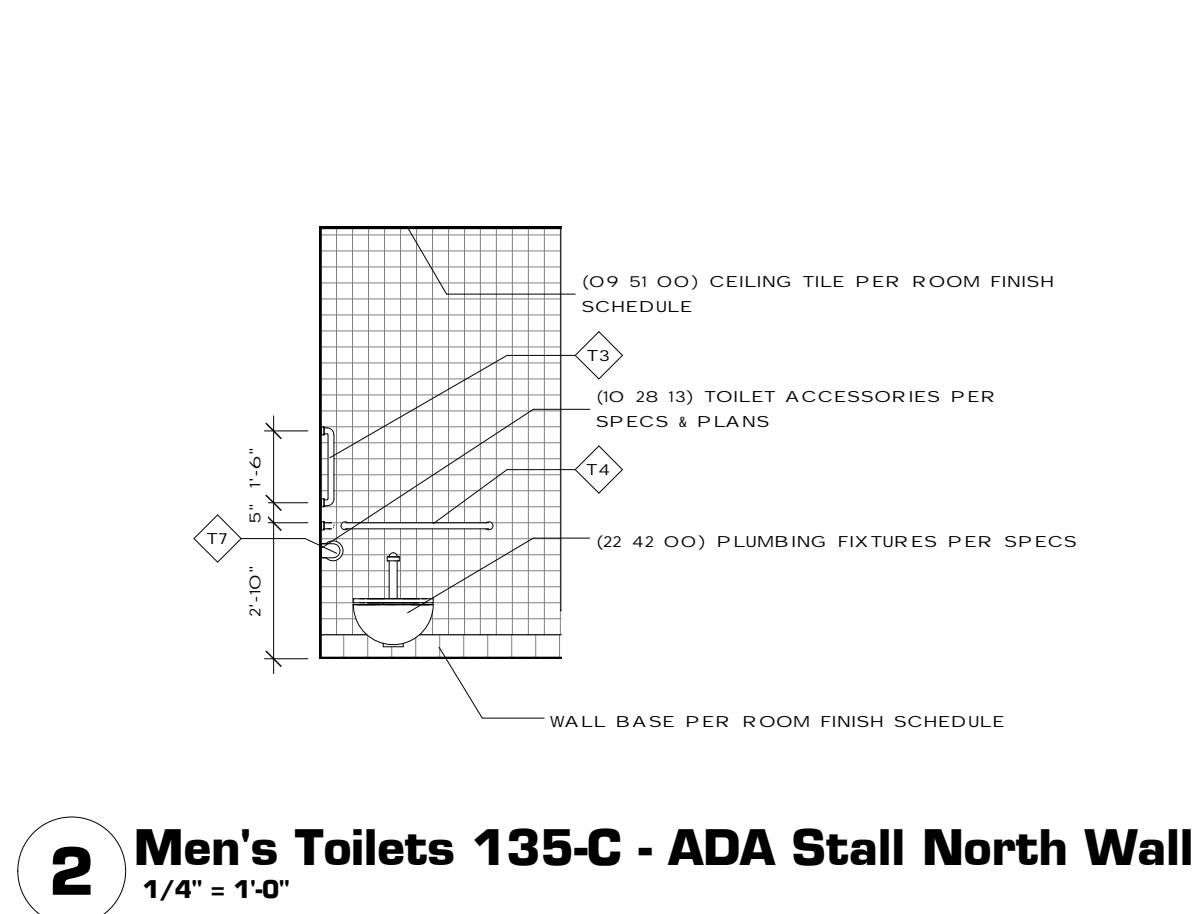 (09 51 00) CEILING TILE PER ROOM FINISH
SCHEDULE
T3
(10 28 13) TOILET ACCESSORIES PER
SPECS & PLANS
1'-6"
T4
5"
T7
(22 42 00) PLUMBING FIXTURES PER SPECS
2'-10"
WALL BASE PER ROOM FINISH SCHEDULE
2
Men's Toilets 135-C - ADA Stall North Wall
1/4" = 1'-0"